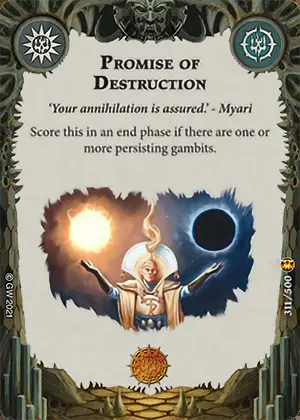 PROMISE OF
DESTRUCTION
‘Your annihilation is assured.’ - Myari
Score this in an end phase if there are one or
more persisting gambits.
© GW 2021
311/500